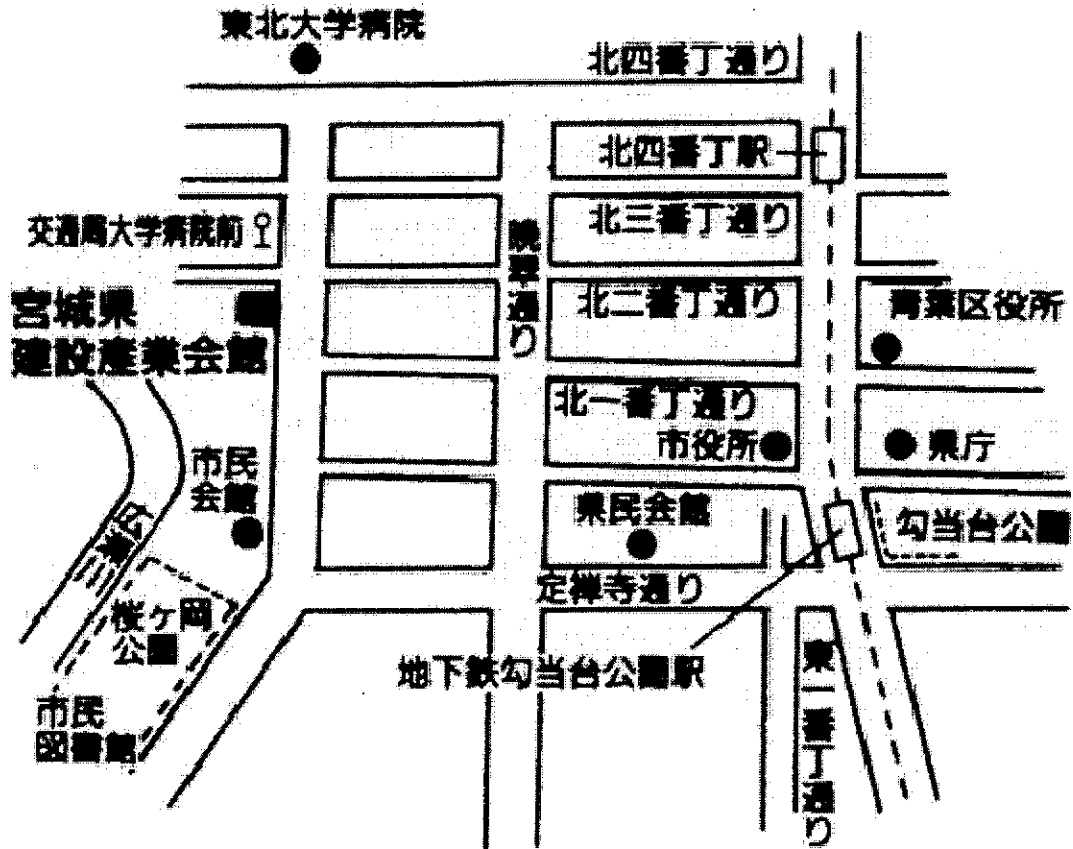 東北大学病院
北四番丁通り
北四番丁駅
交通局大学病院前
北三番丁通り
晩翠通り
宮城県
建設産業会館
北二番丁通り
青葉区役所
北一番丁通り
市役所
県庁
市民
会館
県民会館
勾当台公園
定禅寺通り
桜ヶ岡
公園
地下鉄勾当台公園駅
東一番丁通り
市民
図書館